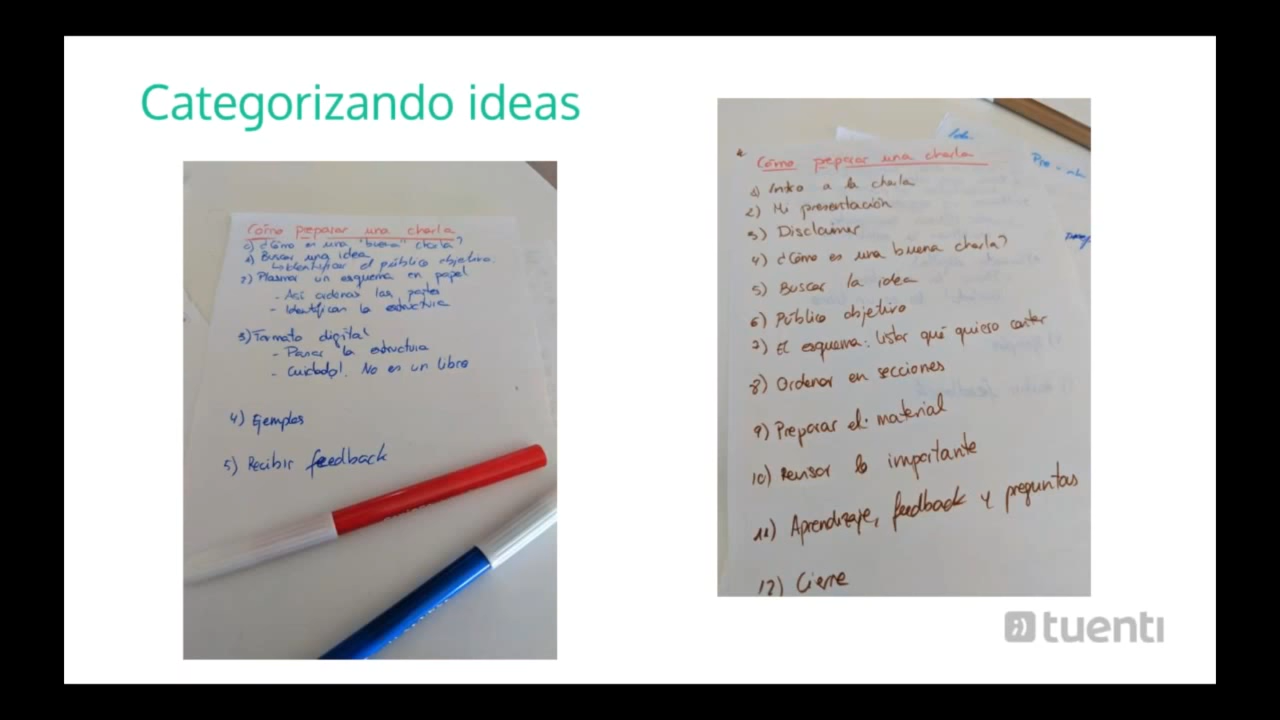 Categorizando ideas
Cómo preparar una charla
0) ¿Cómo es una "buena" charla?
1) Buscar una idea
↳ Identificar el público objetivo.
2) Plasmar un esquema en papel
- Así ordenas las partes
- Identifican la estructura
3) Formato digital
- Pasar la estructura
- Cuidado! No es un libro
4) Ejemplos
5) Recibir feedback
Cómo preparar una charla
1) Intro a la charla
2) Mi presentación
3) Disclaimer
4) ¿Cómo es una buena charla?
5) Buscar la idea
6) Público objetivo
7) El esquema: listar qué quiero contar
8) Ordenar en secciones
9) Preparar el material
10) Revisar lo importante
11) Aprendizaje, feedback y preguntas
12) Cierre
tuenti